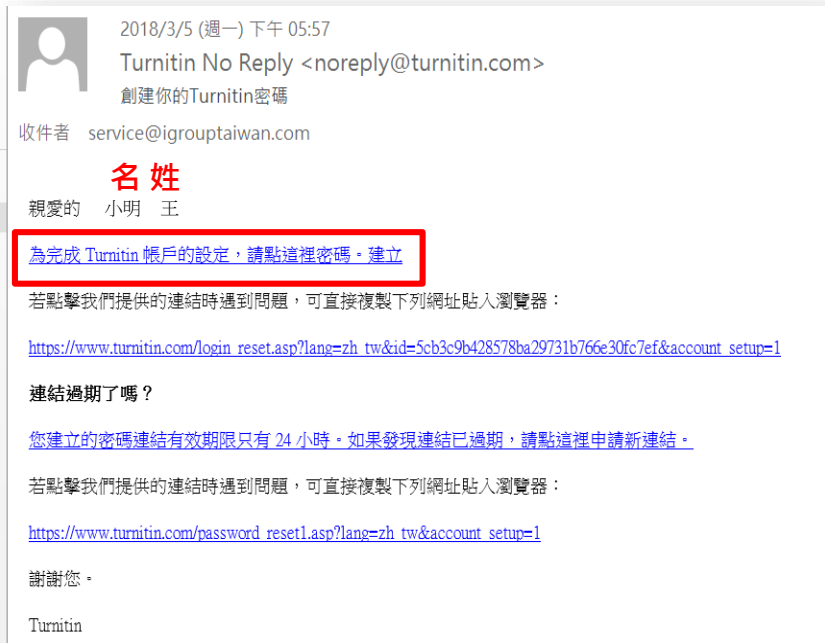 2018/3/5 (週一) 下午 05:57
Turnitin No Reply <noreply@turnitin.com>
創建你的Turnitin密碼
收件者 service@igrouptaiwan.com
名 姓
親愛的 小明 王
為完成 Turnitin 帳戶的設定，請點這裡密碼。建立
若點擊我們提供的連結時遇到問題，可直接複製下列網址貼入瀏覽器：
https://www.turnitin.com/login_reset.asp?lang=zh_tw&id=5cb3c9b428578ba29731b766e30fc7ef&account_setup=1
連結過期了嗎？
您建立的密碼連結有效期限只有 24 小時。如果發現連結已過期，請點這裡申請新連結。
若點擊我們提供的連結時遇到問題，可直接複製下列網址貼入瀏覽器：
https://www.turnitin.com/password_reset1.asp?lang=zh_tw&account_setup=1
謝謝您。
Turnitin